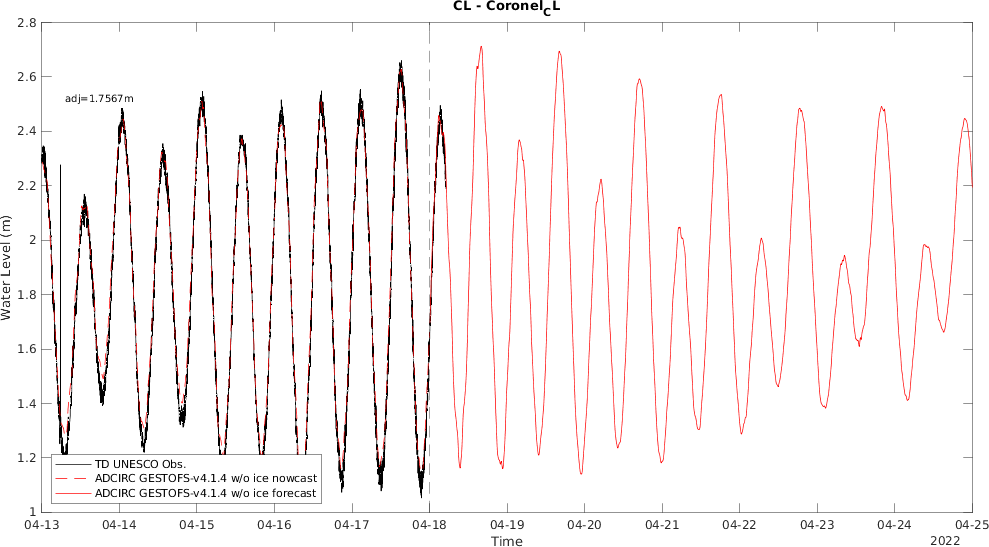 CL - Coronel_CL
2.8
2.6
2.4
2.2
2
1.8
1.6
1.4
1.2
1
Water Level (m)
adj=1.7567m
TD UNESCO Obs.
ADCIRC GESTOFS-v4.1.4 w/o ice nowcast
ADCIRC GESTOFS-v4.1.4 w/o ice forecast
04-13 04-14 04-15 04-16 04-17 04-18 04-19 04-20 04-21 04-22 04-23 04-24 04-25
Time
2022